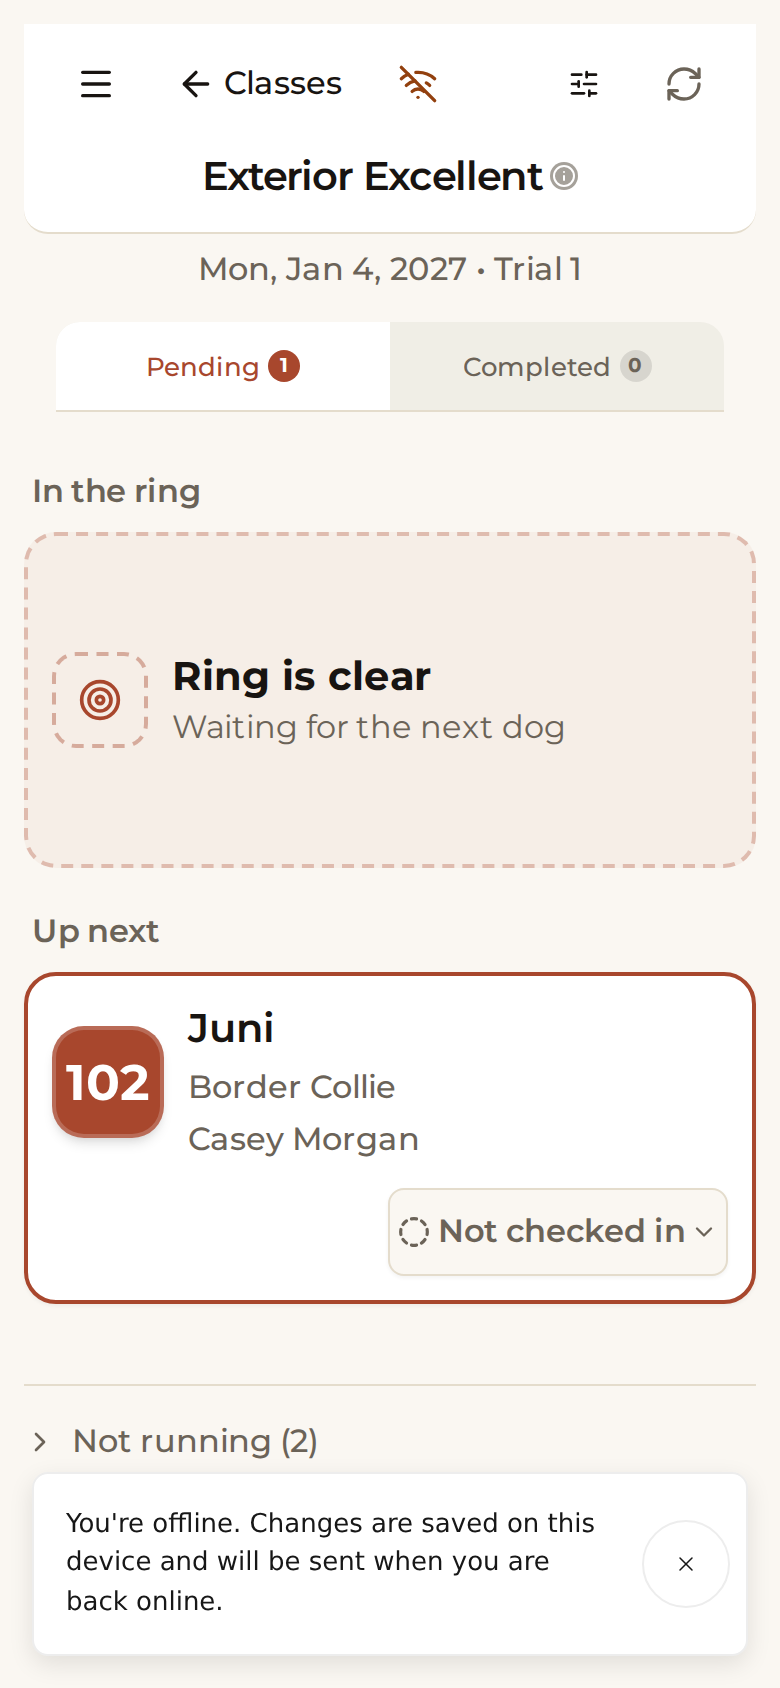 Classes
Exterior Excellent
Mon, Jan 4, 2027 • Trial 1
Pending 1
Completed 0
In the ring
Ring is clear
Waiting for the next dog
Up next
102
Juni
Border Collie
Casey Morgan
Not checked in
Not running (2)
You're offline. Changes are saved on this
device and will be sent when you are
back online.